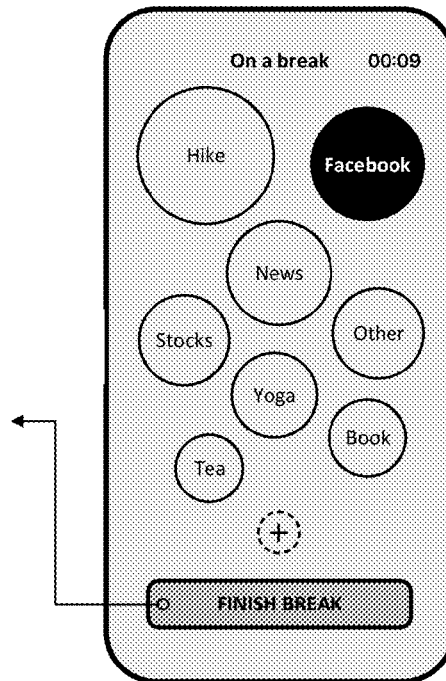 On a break 00:09
Hike
Facebook
News
Stocks
Other
Yoga
Book
Tea
+
FINISH BREAK